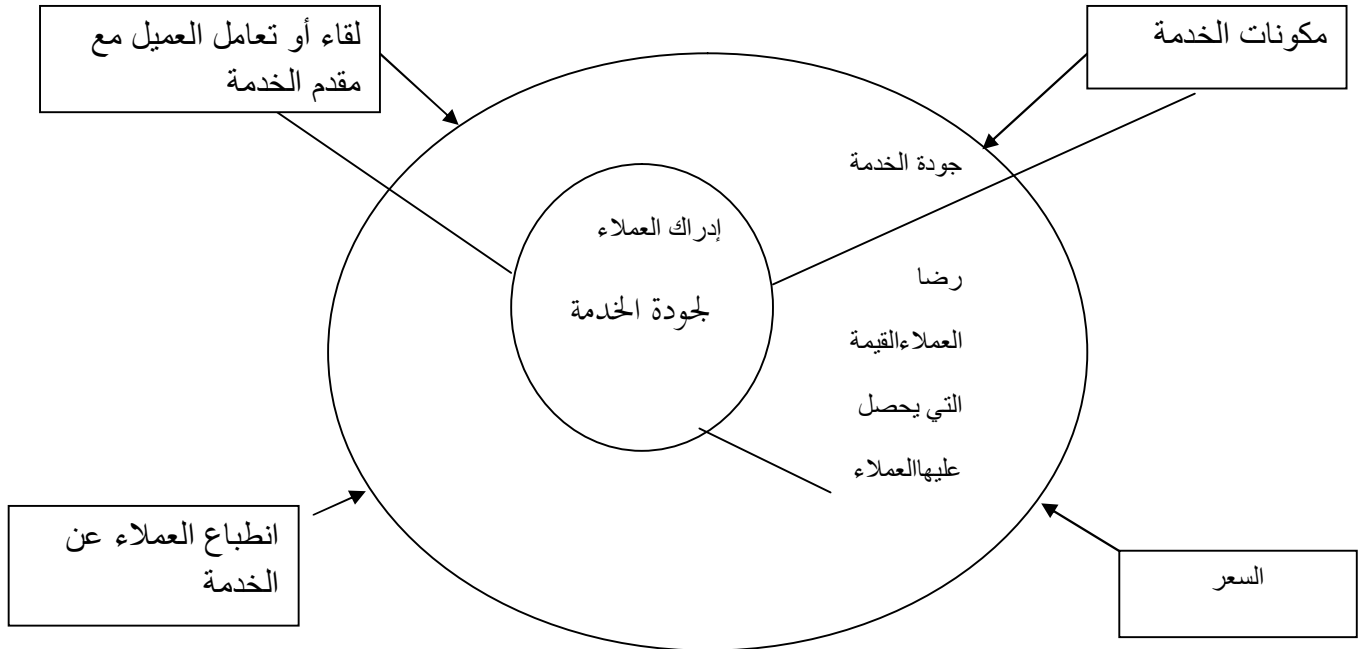 مكونات الخدمة
لقاء أو تعامل العميل مع
مقدم الخدمة
جودة الخدمة
إدراك العملاء
لجودة الخدمة
رضا
العملاءالقيمة
التي يحصل
عليهاالعملاء
انطباع العملاء عن
الخدمة
السعر